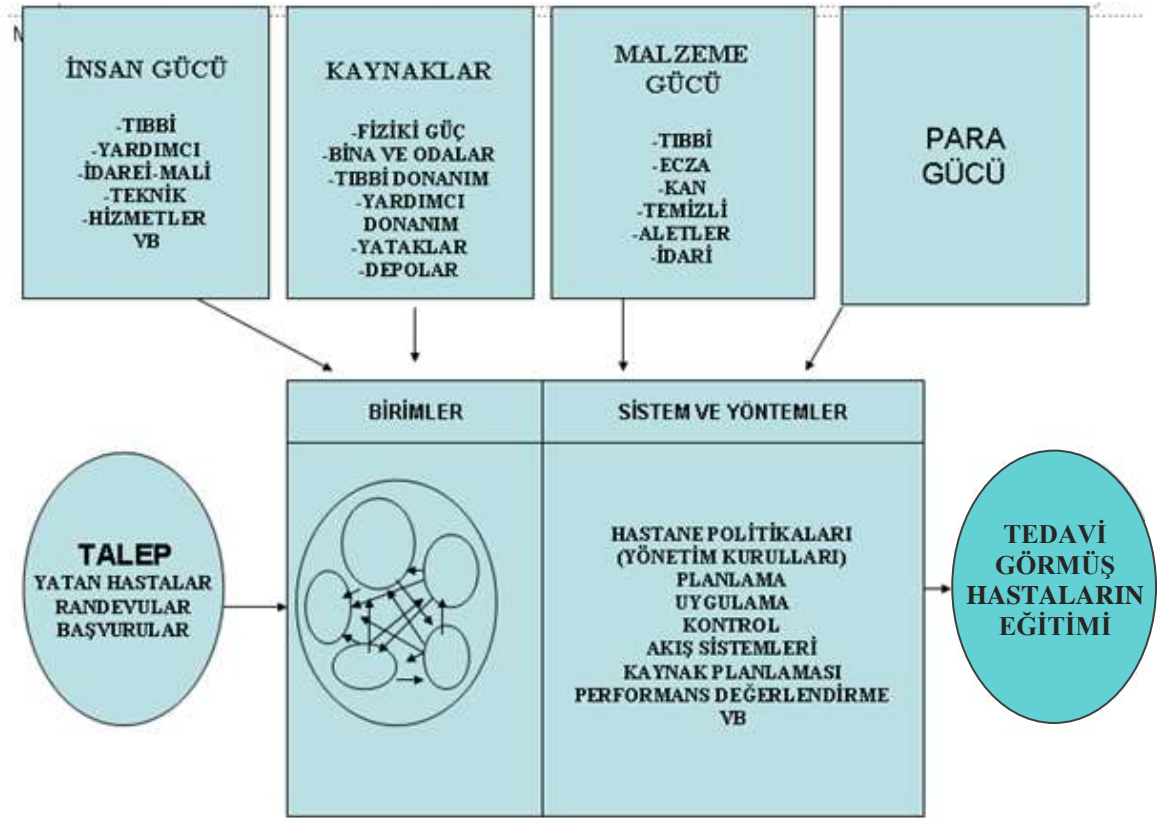 İNSAN GÜCÜ
-TIBBİ
-YARDIMCI
-İDAREİ-MALİ
-TEKNİK
-HİZMETLER
VB
KAYNAKLAR
-FİZİKİ GÜÇ
-BİNA VE ODALAR
-TIBBİ DONANIM
-YARDIMCI
DONANIM
-YATAKLAR
-DEPOLAR
MALZEME
GÜCÜ
-TIBBİ
-ECZA
-KAN
-TEMİZLİ
-ALETLER
-İDARİ
PARA
GÜCÜ
TALEP
YATAN HASTALAR
RANDEVULAR
BAŞVURULAR
BİRİMLER
SİSTEM VE YÖNTEMLER
HASTANE POLİTİKALARI
(YÖNETİM KURULLARI)
PLANLAMA
UYGULAMA
KONTROL
AKIŞ SİSTEMLERİ
KAYNAK PLANLAMASI
PERFORMANS DEĞERLENDİRME
VB
TEDAVİ
GÖRMÜŞ
HASTALARIN
EĞİTİMİ